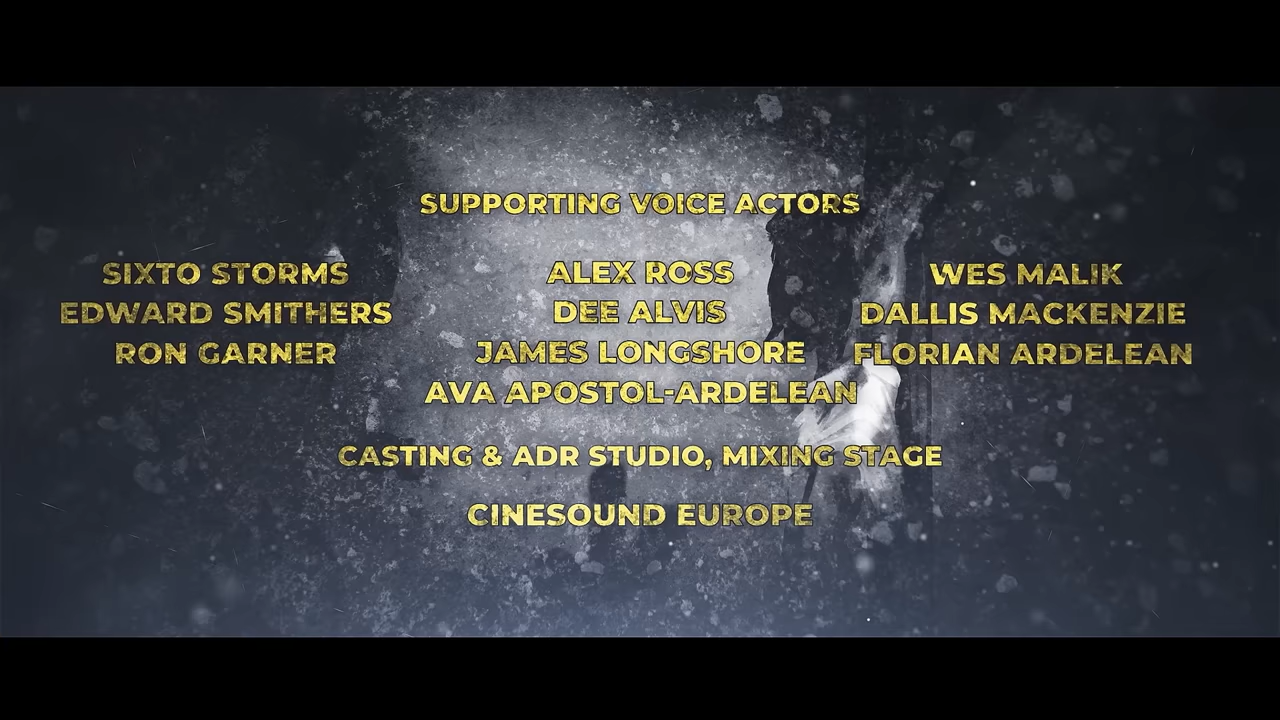 SUPPORTING VOICE ACTORS
SIXTO STORMS ALEX ROSS WES MALIK
EDWARD SMITHERS DEE ALVIS DALLIS MACKENZIE
RON GARNER JAMES LONGSHORE FLORIAN ARDELEAN
AVA APOSTOL-ARDELEAN
CASTING & ADR STUDIO, MIXING STAGE
CINESOUND EUROPE